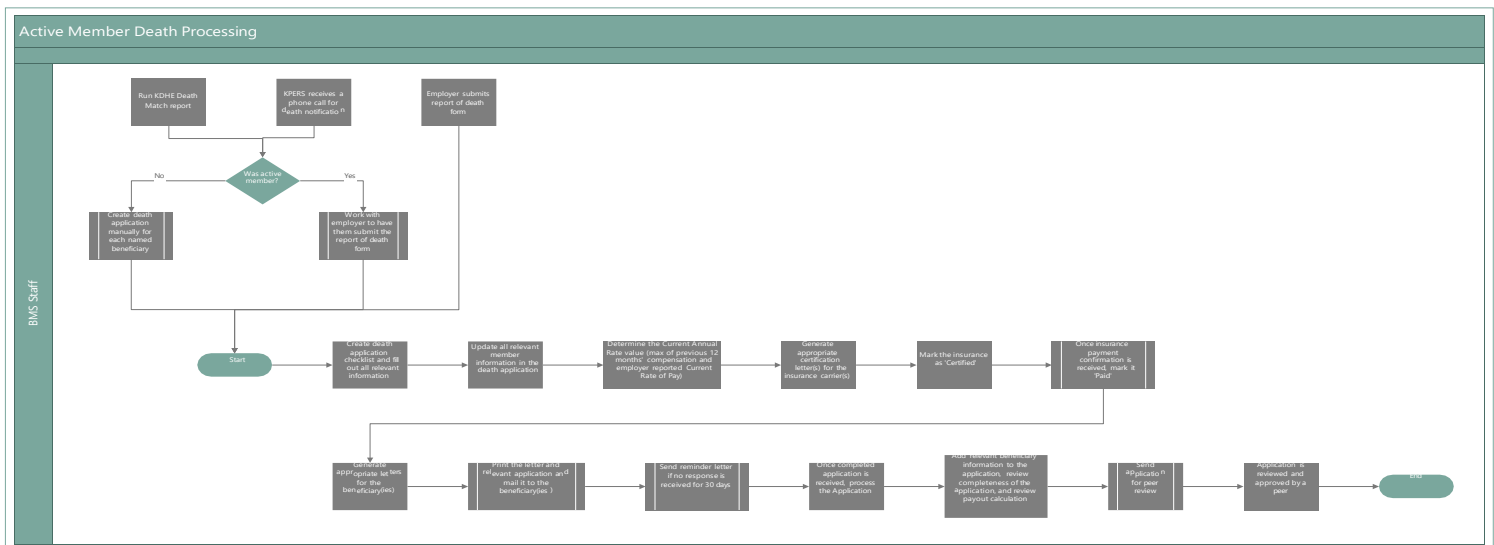 Active Member Death Processing
BMS Staff
Run KDHE Death
Match report
KPERS receives a
phone call for
death notification
Employer submits
report of death
form
Was active
member?
No
Yes
Create death
application
manually for
each named
beneficiary
Work with
employer to have
them submit the
report of death
form
Start
Create death
application
checklist and fill
out all relevant
information
Update all relevant
member
information in the
death application
Determine the Current Annual
Rate value (max of previous 12
months' compensation and
employer reported Current
Rate of Pay)
Generate
appropriate
certification
letter(s) for the
insurance carrier(s)
Mark the insurance
as 'Certified'
Once insurance
payment
confirmation is
received, mark it
'Paid'
Generate
appropriate letters
for the
beneficiary(ies)
Print the letter and
relevant application and
mail it to the
beneficiary(ies)
Send reminder letter
if no response is
received for 30 days
Once completed
application is
received, process
the Application
Add relevant beneficiary
information to the
application, review
completeness of the
application, and review
payout calculation
Send
application
for peer
review
Application is
reviewed and
approved by a
peer
End